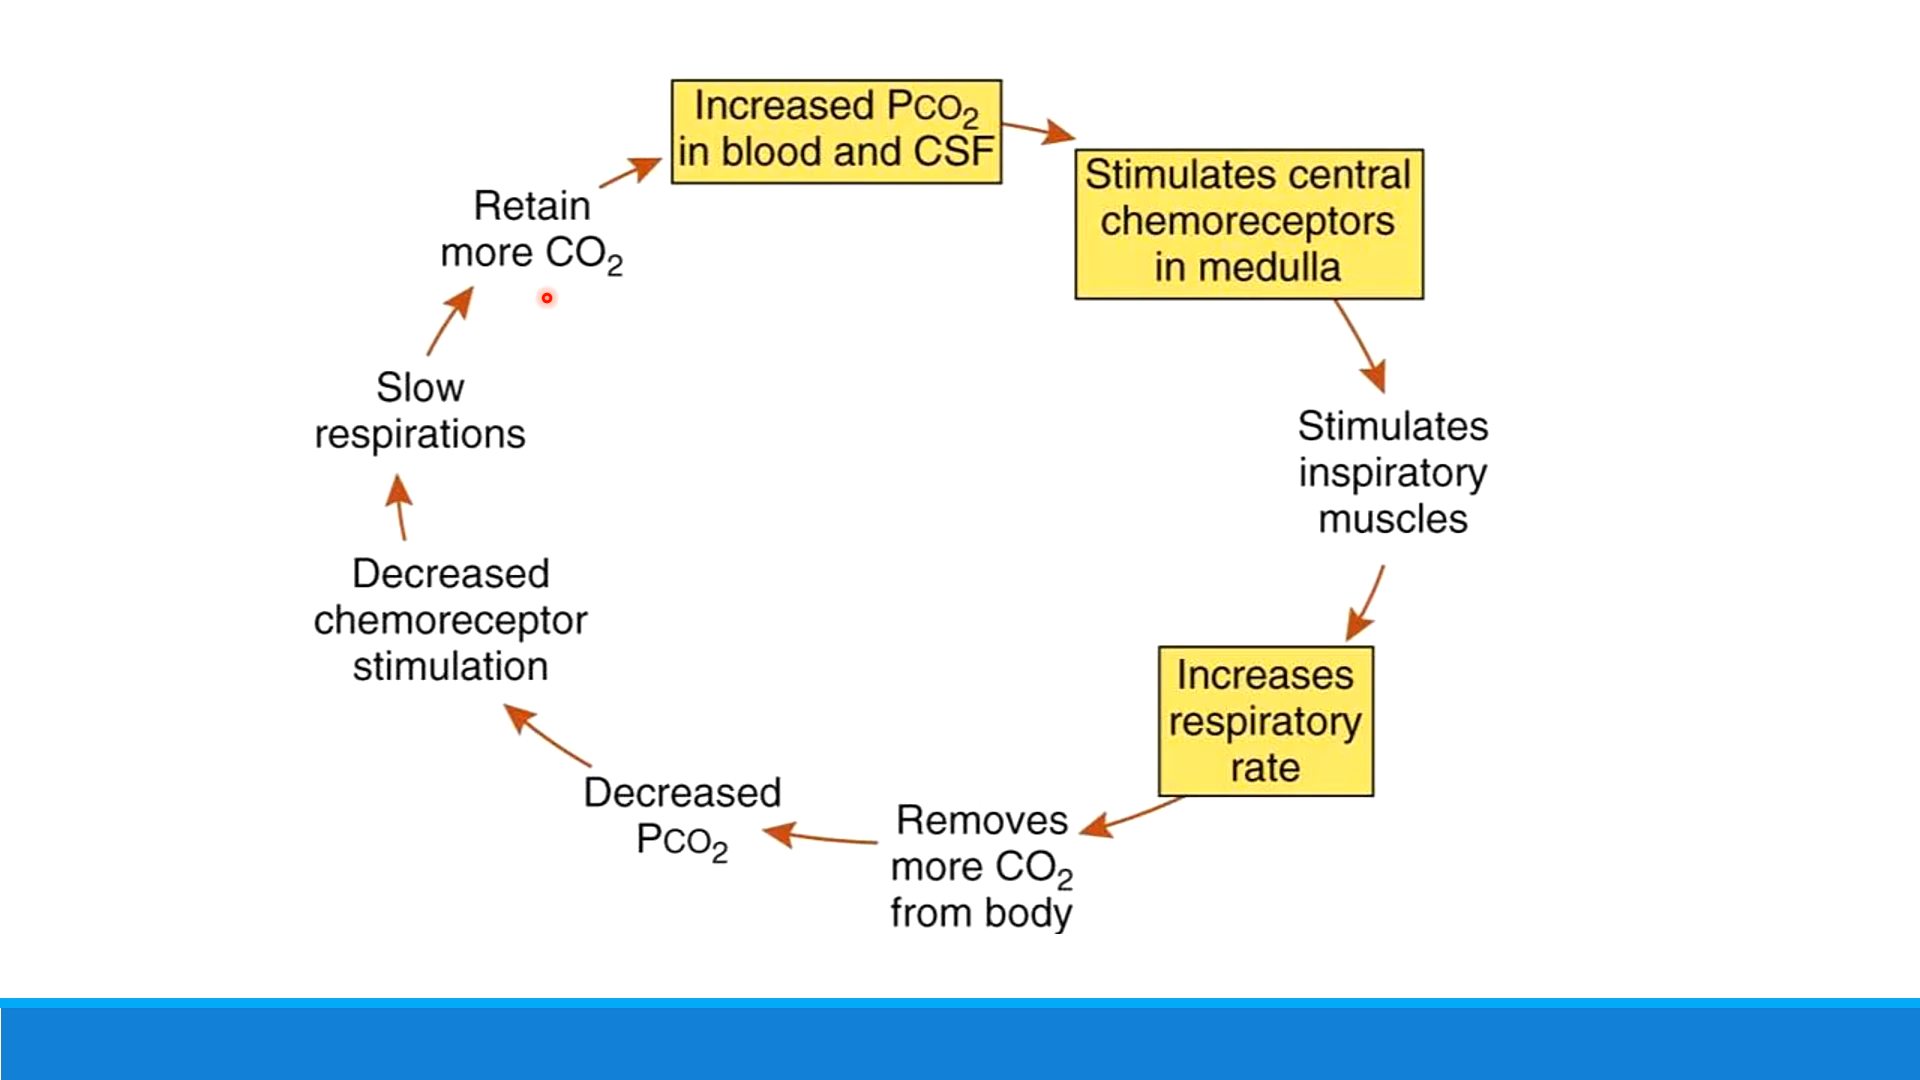 Increased PCO₂
in blood and CSF
Stimulates central
chemoreceptors
in medulla
Stimulates
inspiratory
muscles
Increases
respiratory
rate
Removes
more CO₂
from body
Decreased
PCO₂
Decreased
chemoreceptor
stimulation
Slow
respirations
Retain
more CO₂